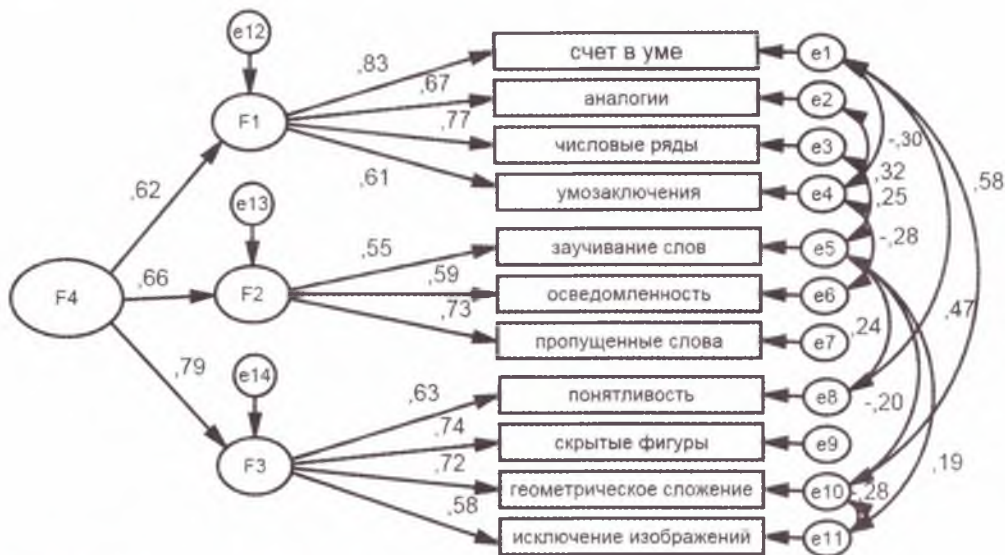 e12
F1
,83
,67
,77
,61
счет в уме
аналогии
числовые ряды
умозаключения
e1
e2
e3
e4
-,30
,32
,25
,58
,62
e13
F4
,66
F2
,55
,59
,73
заучивание слов
осведомленность
пропущенные слова
e5
e6
e7
-,28
,24
,47
,79
e14
F3
,63
,74
,72
,58
понятливость
скрытые фигуры
геометрическое сложение
исключение изображений
e8
e9
e10
e11
-,20
-,28
,19